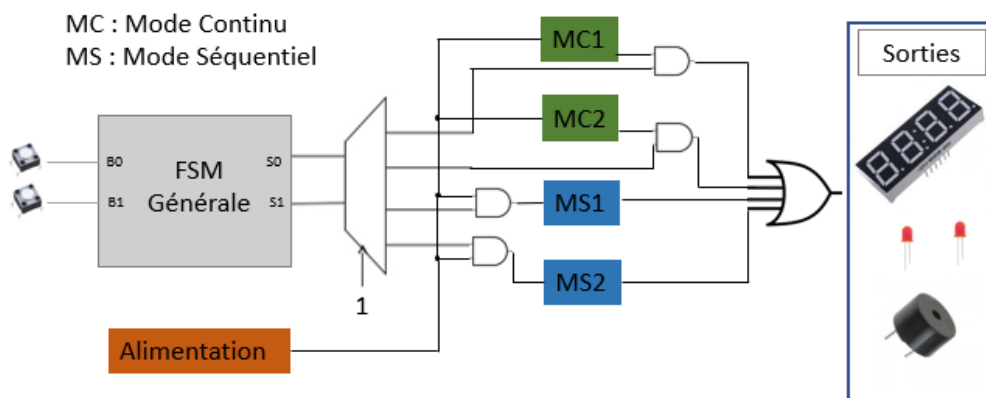 MC : Mode Continu
MS : Mode Séquentiel
MC1
Sorties
MC2
B0
FSM
S0
B1
Générale
S1
MS1
MS2
1
Alimentation